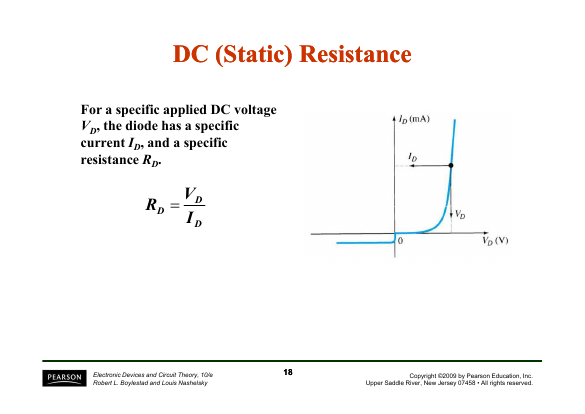 DC (Static) Resistance
For a specific applied DC voltage
V_D, the diode has a specific
current I_D, and a specific
resistance R_D.
R_D = V_D / I_D
I_D (mA)
I_D
V_D
0
V_D (V)
PEARSON
Electronic Devices and Circuit Theory, 10/e
Robert L. Boylestad and Louis Nashelsky
18
Copyright ©2009 by Pearson Education, Inc.
Upper Saddle River, New Jersey 07458 • All rights reserved.